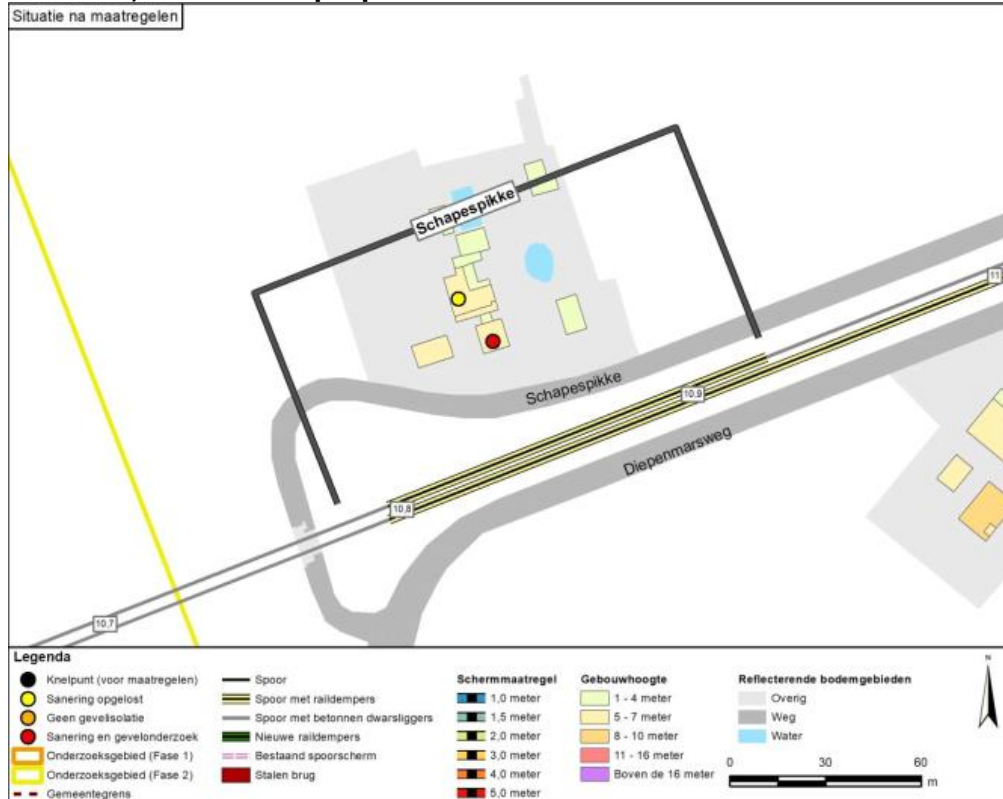 Situatie na maatregelen
Schapespikke
11
Schapespikke
10,9
Diepenmarsweg
10,8
10,7
Legenda
Knelpunt (voor maatregelen)
Sanering opgelost
Geen gevelisolatie
Sanering en gevelonderzoek
Onderzoeksgebied (Fase 1)
Onderzoeksgebied (Fase 2)
Gemeentegrens
Spoor
Spoor met raildempers
Spoor met betonnen dwarsliggers
Nieuwe raildempers
Bestaand spoorscherm
Stalen brug
Schermmaatregel
1,0 meter
1,5 meter
2,0 meter
3,0 meter
4,0 meter
5,0 meter
Gebouwhoogte
1 - 4 meter
5 - 7 meter
8 - 10 meter
11 - 16 meter
Boven de 16 meter
Reflecterende bodemgebieden
Overig
Weg
Water
N
0 30 60
m